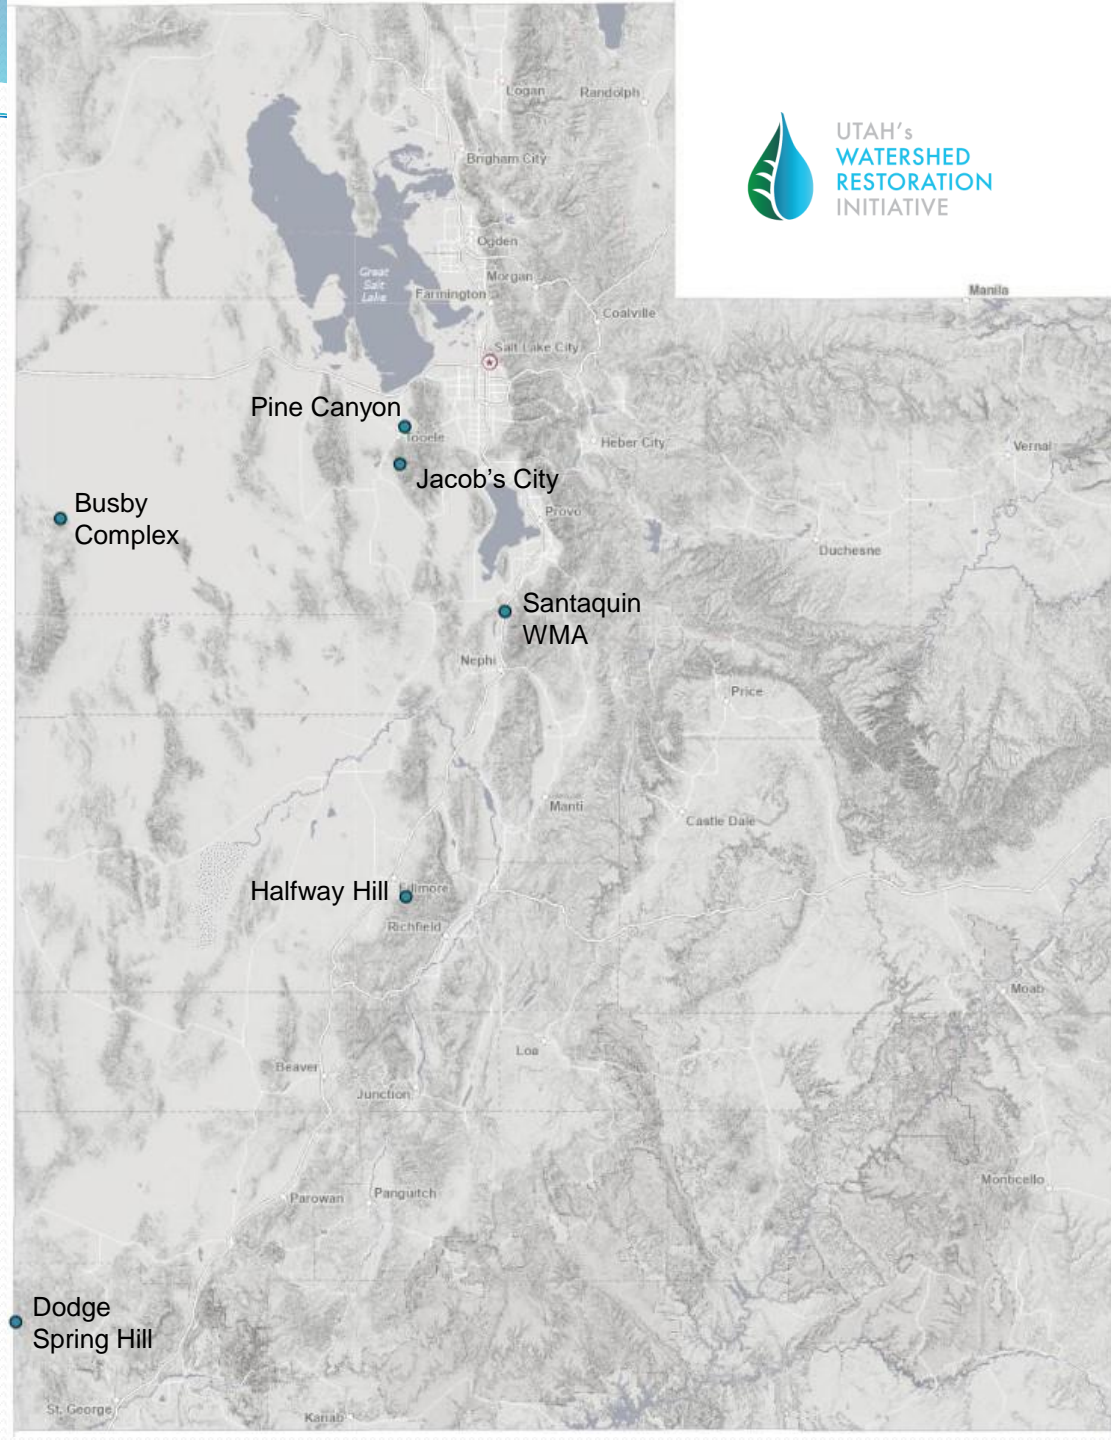 Logan
Randolph
UTAH's
WATERSHED
RESTORATION
INITIATIVE
Brigham City
Ogden
Morgan
Great
Salt
Lake
Farmington
Manila
Coalville
Salt Lake City
Pine Canyon
Tooele
Heber City
Vernal
Jacob's City
Busby
Complex
Provo
Duchesne
Santaquin
WMA
Nephi
Price
Manti
Castle Dale
Halfway Hill
Fillmore
Richfield
Moab
Loa
Beaver
Junction
Parowan
Panguitch
Monticello
Dodge
Spring Hill
St. George
Kanab